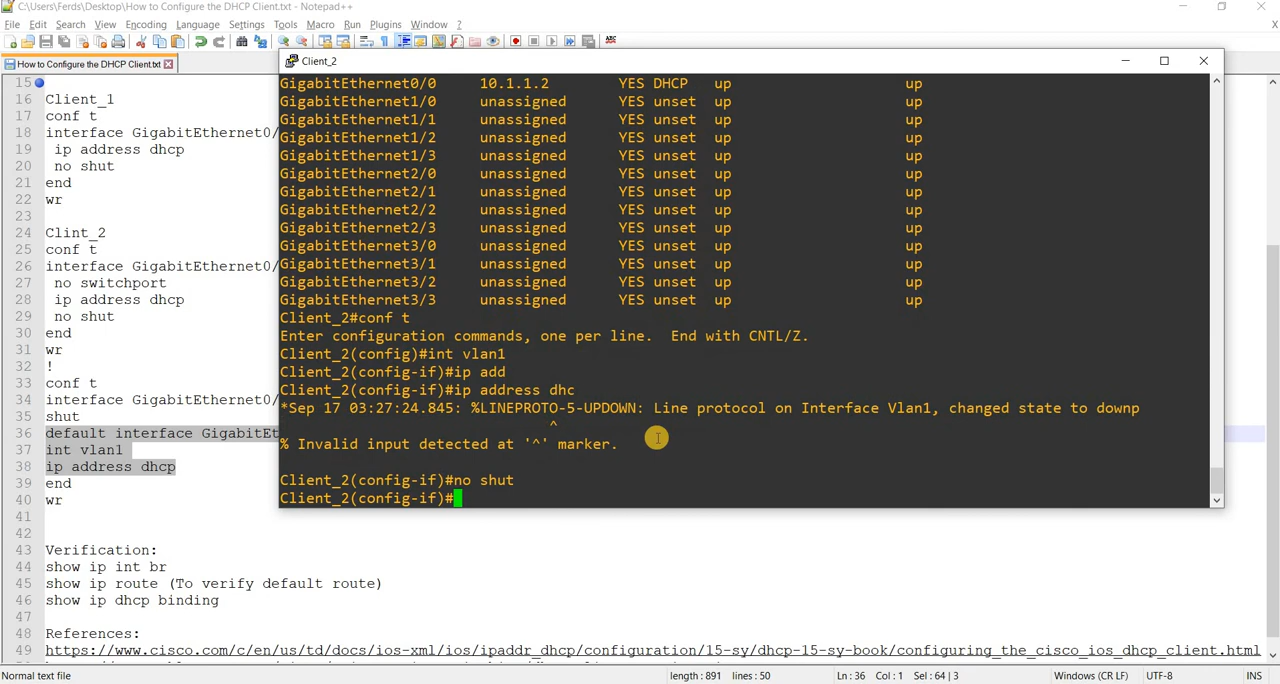 C:\Users\Ferds\Desktop\How to Configure the DHCP Client.txt - Notepad++
File Edit Search View Encoding Language Settings Tools Macro Run Plugins Window ?
X
How to Configure the DHCP Client.txt
15
16 Client_1
17 conf t
18 interface GigabitEthernet0/
19 ip address dhcp
20 no shut
21 end
22 wr
23
24 Clint_2
25 conf t
26 interface GigabitEthernet0/
27 no switchport
28 ip address dhcp
29 no shut
30 end
31 wr
32 !
33 conf t
34 interface GigabitEthernet0/
35 shut
36 default interface GigabitEt
37 int vlan1
38 ip address dhcp
39 end
40 wr
41
42
43 Verification:
44 show ip int br
45 show ip route (To verify default route)
46 show ip dhcp binding
47
48 References:
49 https://www.cisco.com/c/en/us/td/docs/ios-xml/ios/ipaddr_dhcp/configuration/15-sy/dhcp-15-sy-book/configuring_the_cisco_ios_dhcp_client.html
Client_2
GigabitEthernet0/0 10.1.1.2 YES DHCP up up
GigabitEthernet1/0 unassigned YES unset up up
GigabitEthernet1/1 unassigned YES unset up up
GigabitEthernet1/2 unassigned YES unset up up
GigabitEthernet1/3 unassigned YES unset up up
GigabitEthernet2/0 unassigned YES unset up up
GigabitEthernet2/1 unassigned YES unset up up
GigabitEthernet2/2 unassigned YES unset up up
GigabitEthernet2/3 unassigned YES unset up up
GigabitEthernet3/0 unassigned YES unset up up
GigabitEthernet3/1 unassigned YES unset up up
GigabitEthernet3/2 unassigned YES unset up up
GigabitEthernet3/3 unassigned YES unset up up
Client_2#conf t
Enter configuration commands, one per line. End with CNTL/Z.
Client_2(config)#int vlan1
Client_2(config-if)#ip add
Client_2(config-if)#ip address dhc
*Sep 17 03:27:24.845: %LINEPROTO-5-UPDOWN: Line protocol on Interface Vlan1, changed state to downp
^
% Invalid input detected at '^' marker.
Client_2(config-if)#no shut
Client_2(config-if)#
Normal text file length : 891 lines : 50 Ln : 36 Col : 1 Sel : 64 | 3 Windows (CR LF) UTF-8 INS